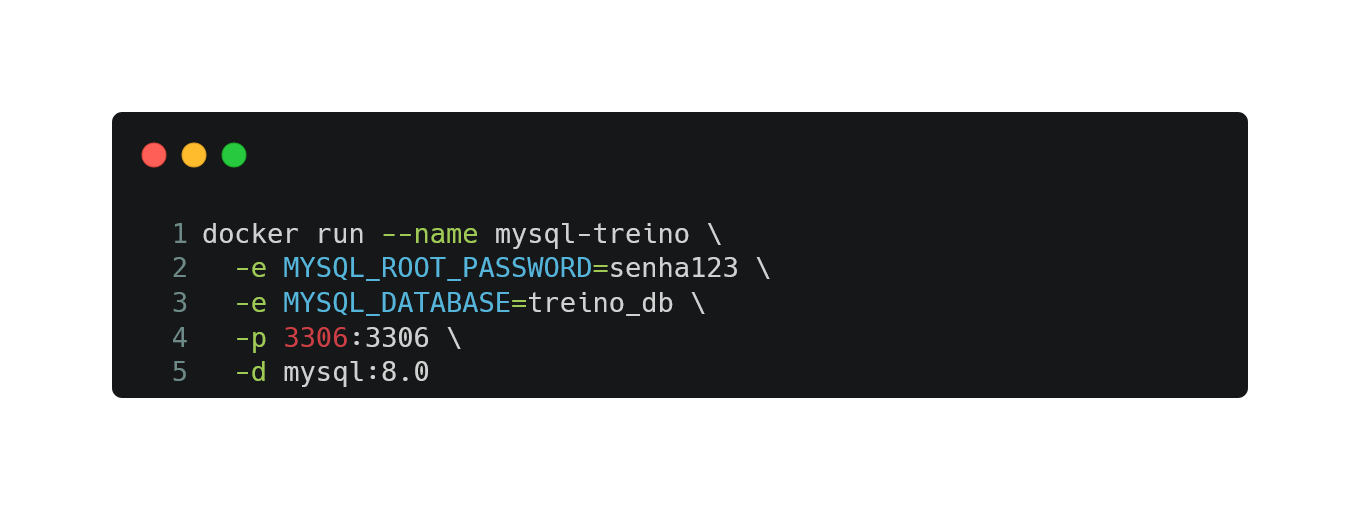 1 docker run --name mysql-treino \
2   -e MYSQL_ROOT_PASSWORD=senha123 \
3   -e MYSQL_DATABASE=treino_db \
4   -p 3306:3306 \
5   -d mysql:8.0